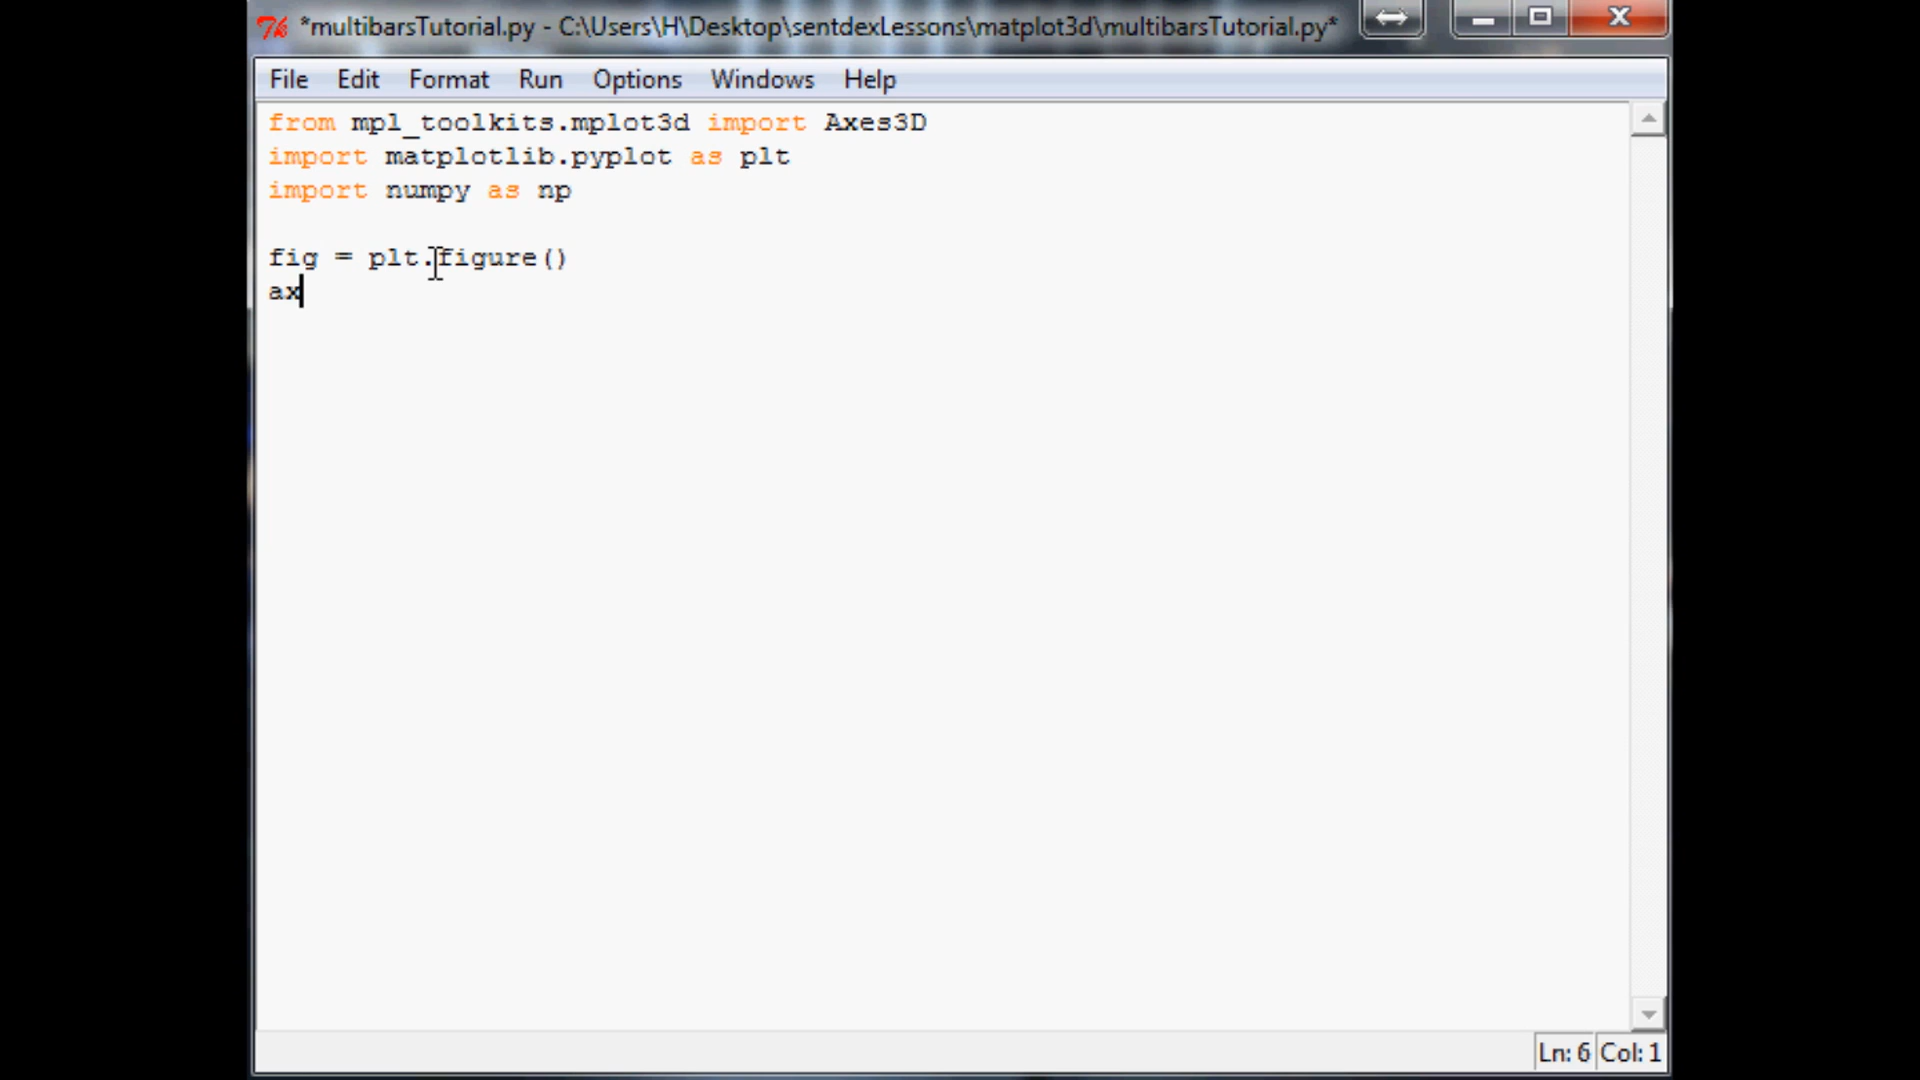 *multibarsTutorial.py - C:\Users\H\Desktop\sentdexLessons\matplot3d\multibarsTutorial.py*
File Edit Format Run Options Windows Help
from mpl_toolkits.mplot3d import Axes3D
import matplotlib.pyplot as plt
import numpy as np
fig = plt.figure()
ax
Ln: 6 Col: 1